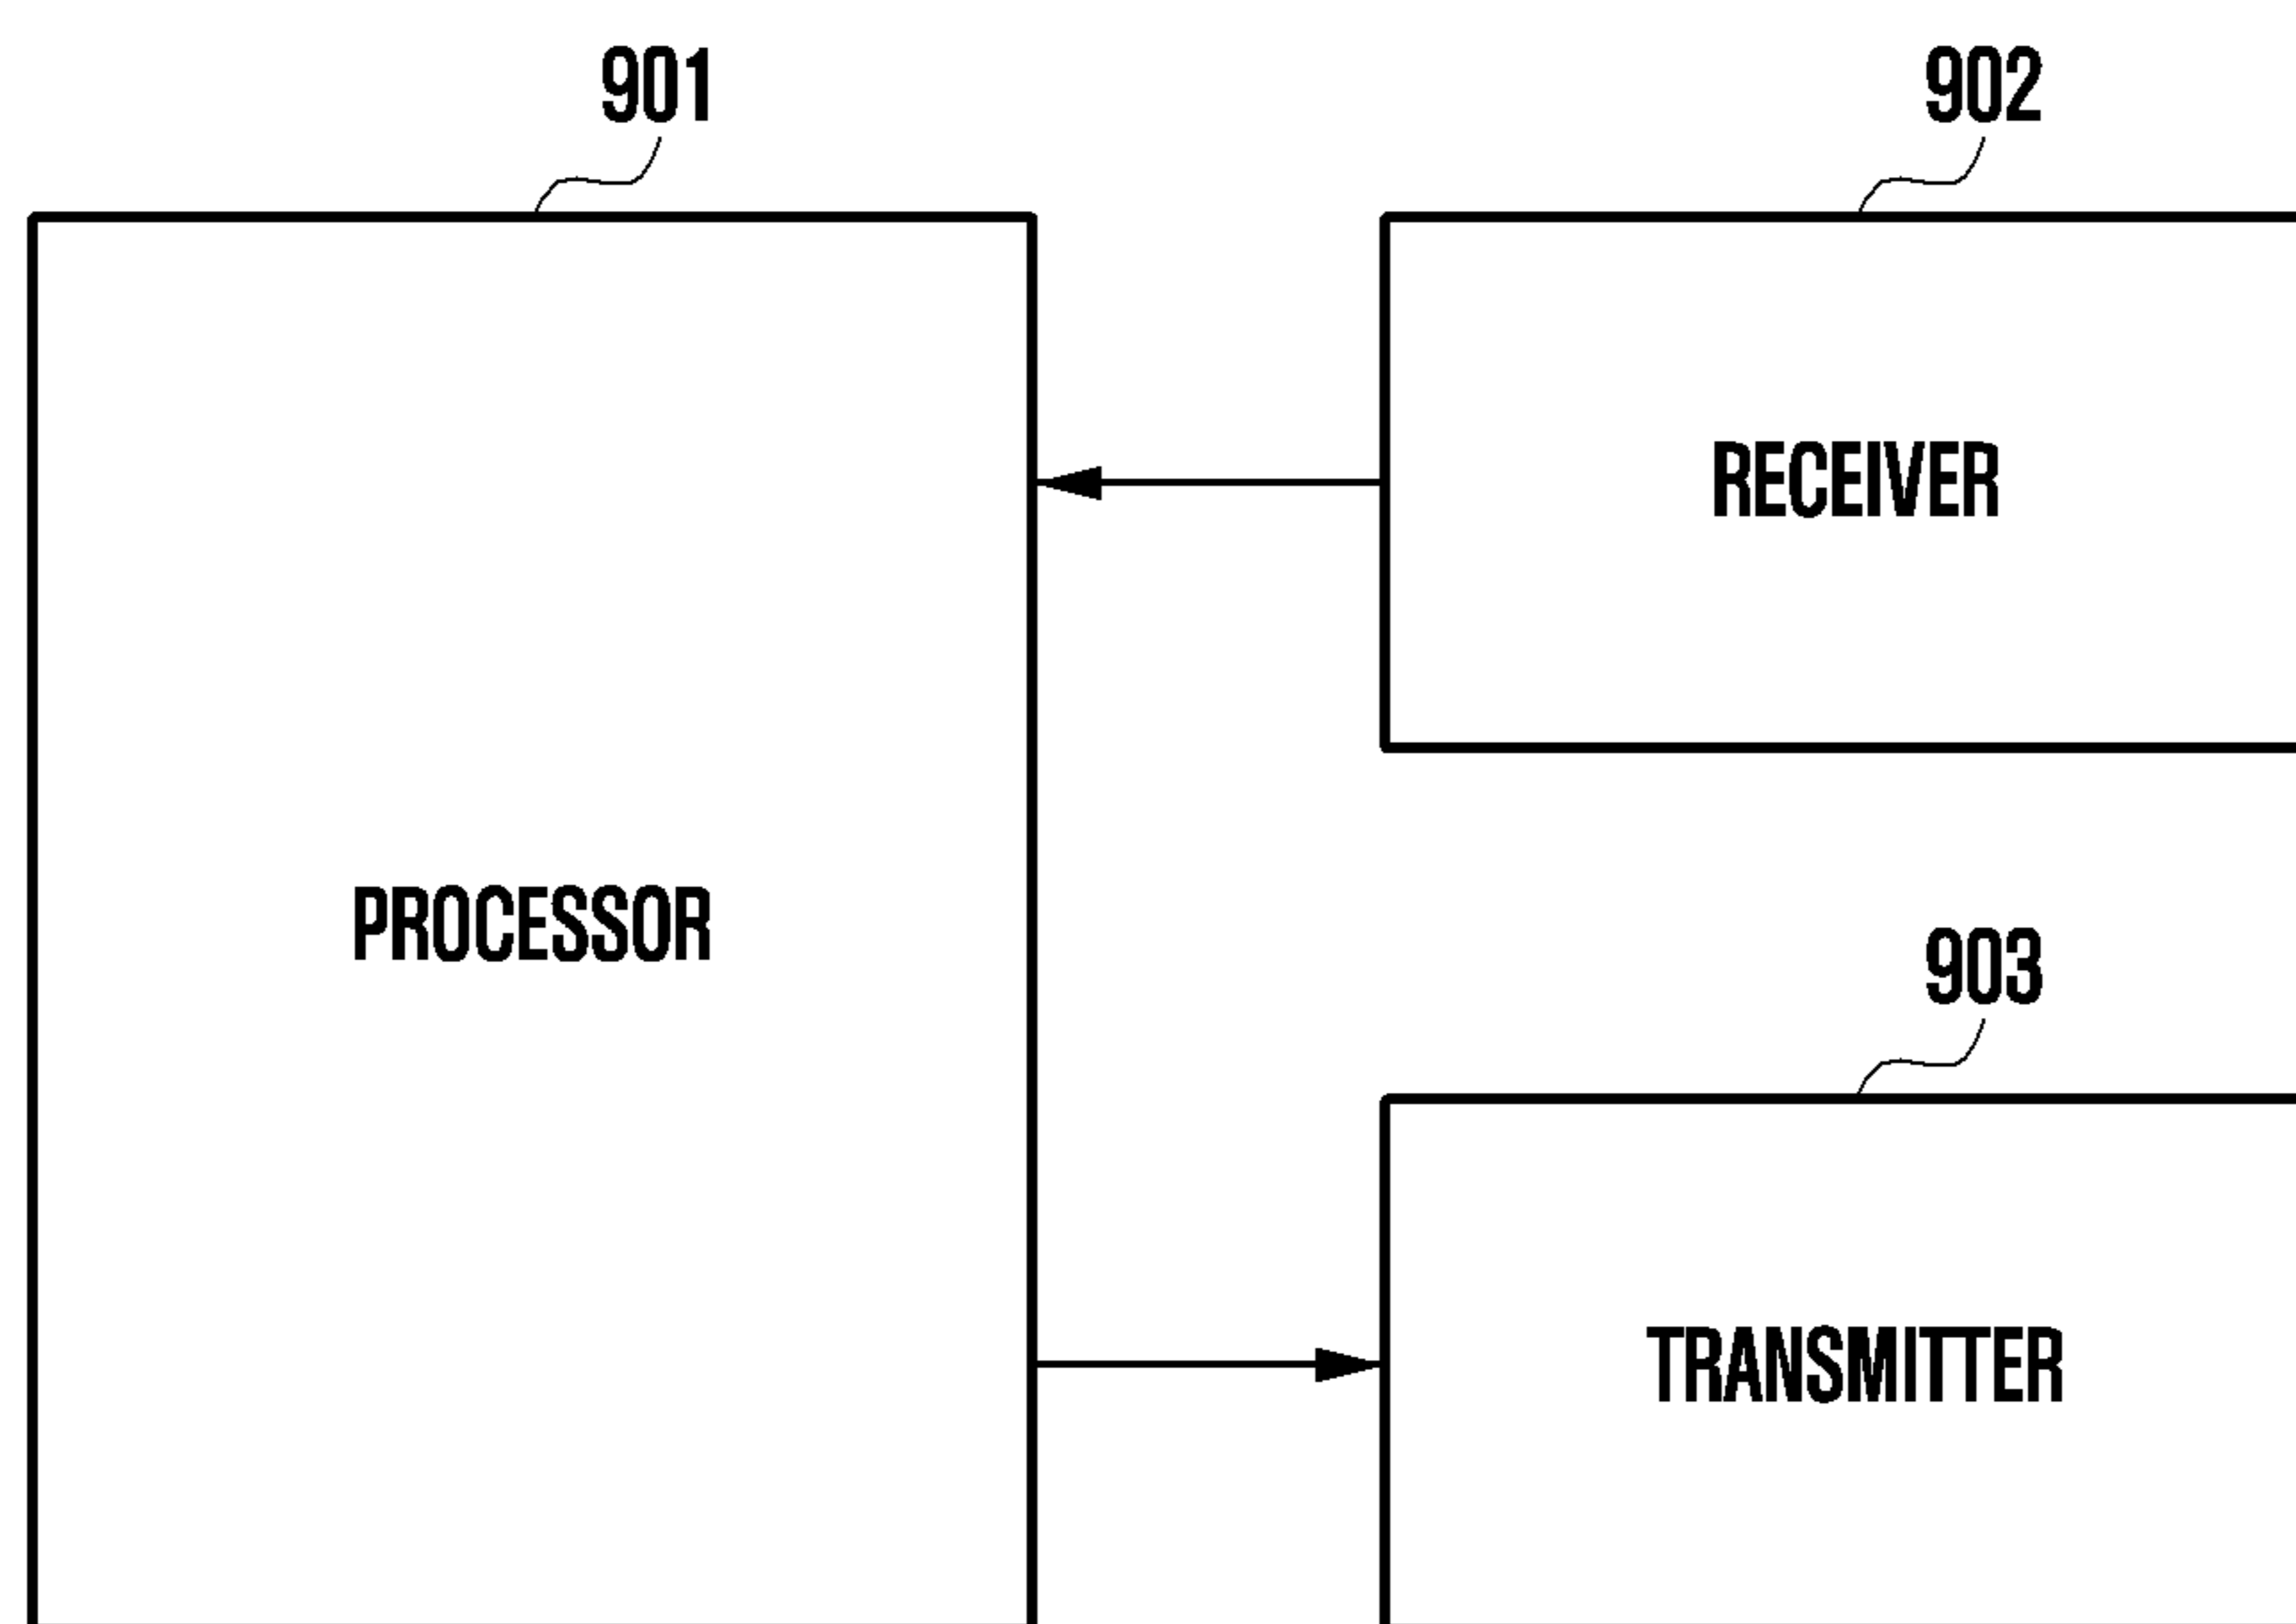 901
902
RECEIVER
PROCESSOR
903
TRANSMITTER